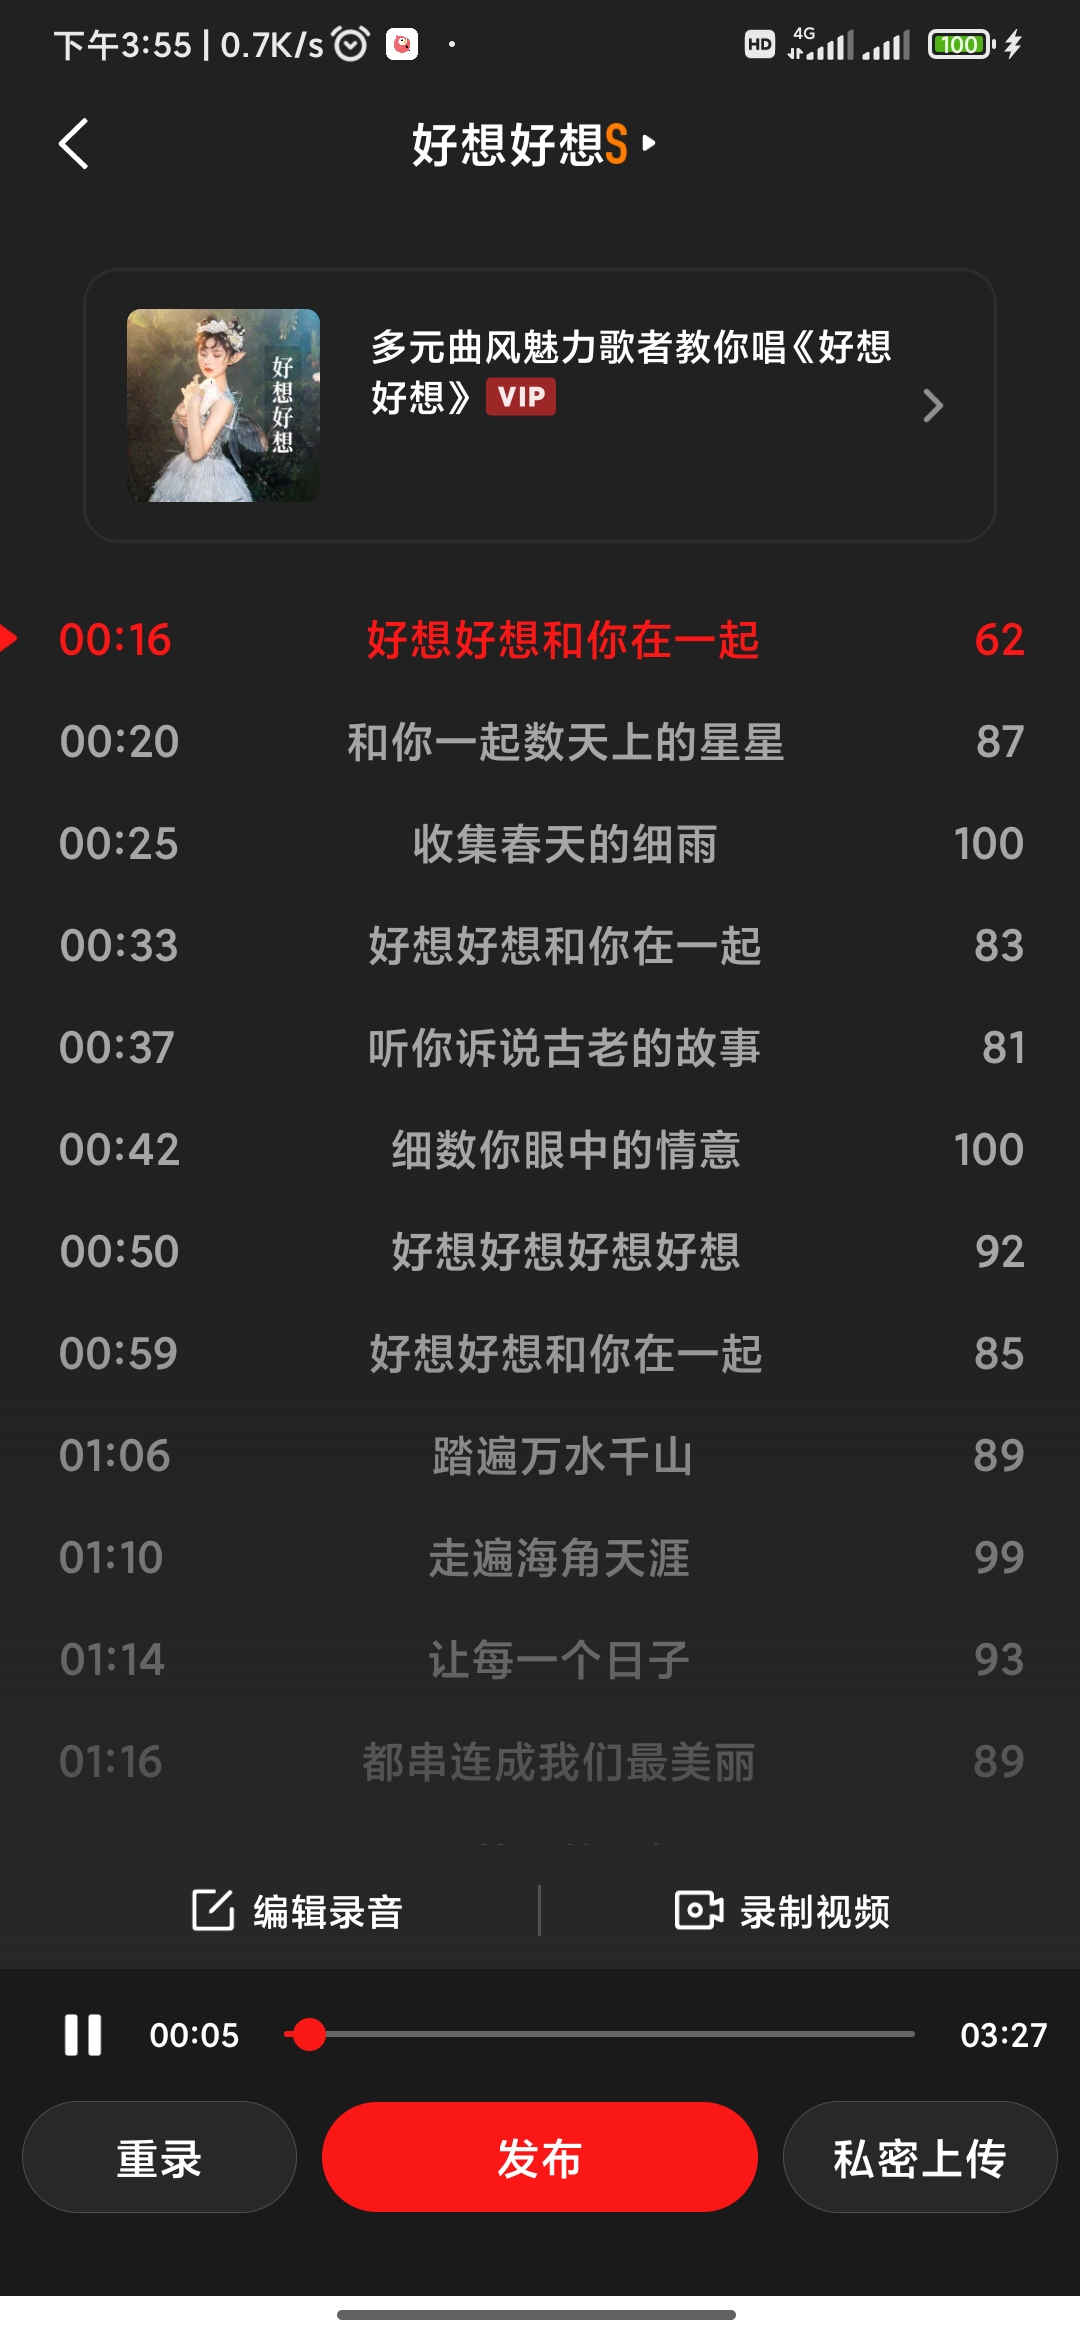 下午3:55 | 0.7K/s
HD 4G 100
好想好想S
好想好想
多元曲风魅力歌者教你唱《好想
好想》 VIP
00:16 好想好想和你在一起 62
00:20 和你一起数天上的星星 87
00:25 收集春天的细雨 100
00:33 好想好想和你在一起 83
00:37 听你诉说古老的故事 81
00:42 细数你眼中的情意 100
00:50 好想好想好想好想 92
00:59 好想好想和你在一起 85
01:06 踏遍万水千山 89
01:10 走遍海角天涯 99
01:14 让每一个日子 93
01:16 都串连成我们最美丽 89
编辑录音 录制视频
00:05 03:27
重录 发布 私密上传